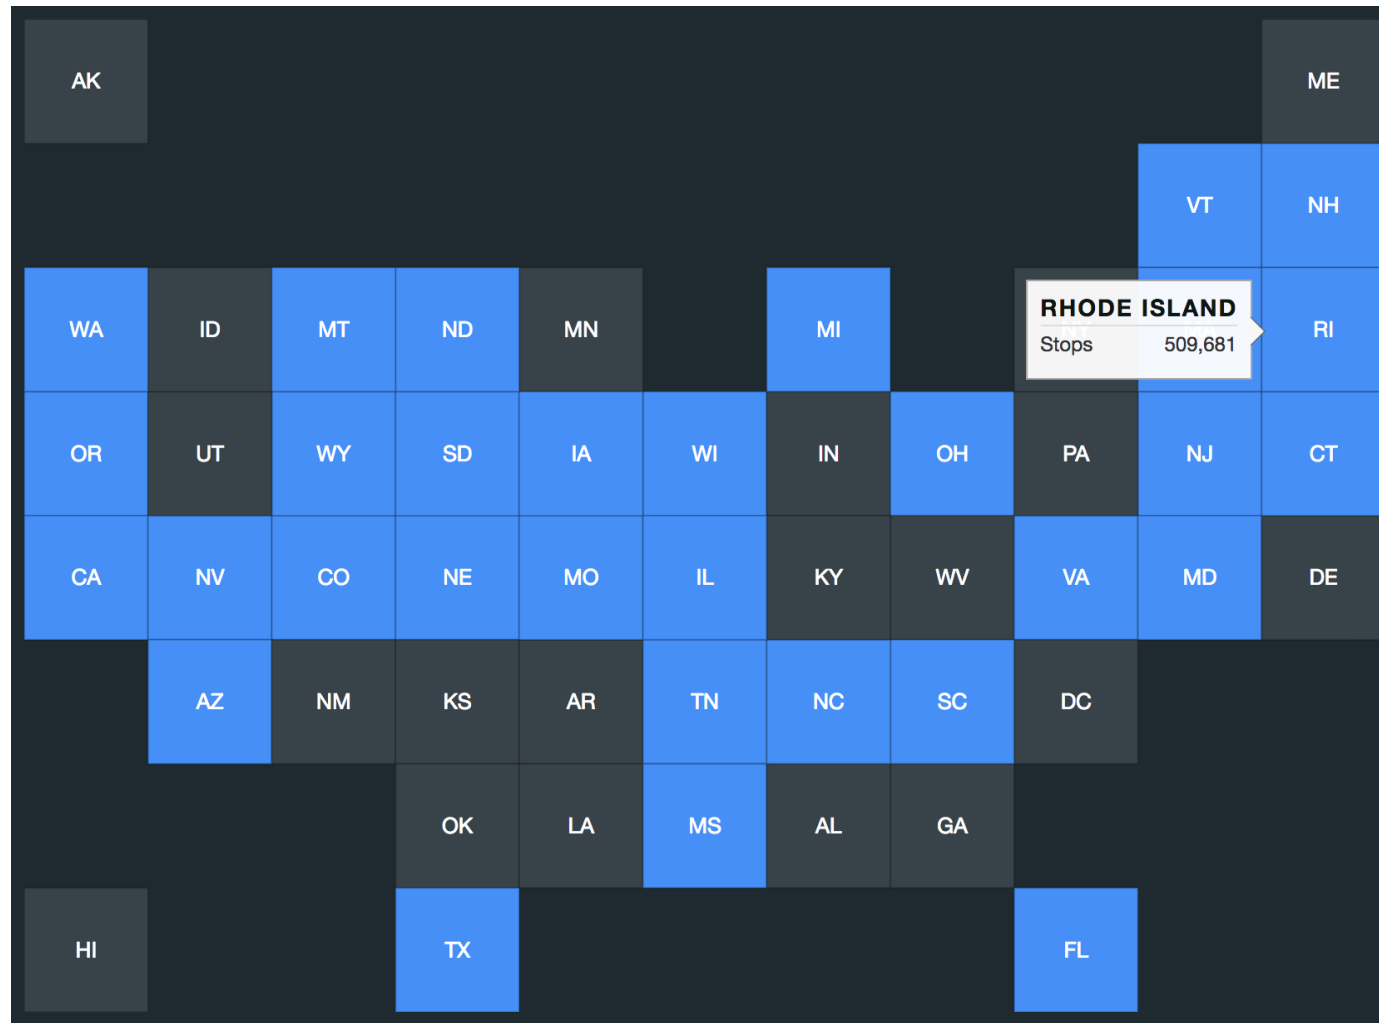 AK ME
VT NH
WA ID MT ND MN MI NY RI
RHODE ISLAND
Stops 509,681
OR UT WY SD IA WI IN OH PA NJ CT
CA NV CO NE MO IL KY WV VA MD DE
AZ NM KS AR TN NC SC DC
OK LA MS AL GA
HI TX FL